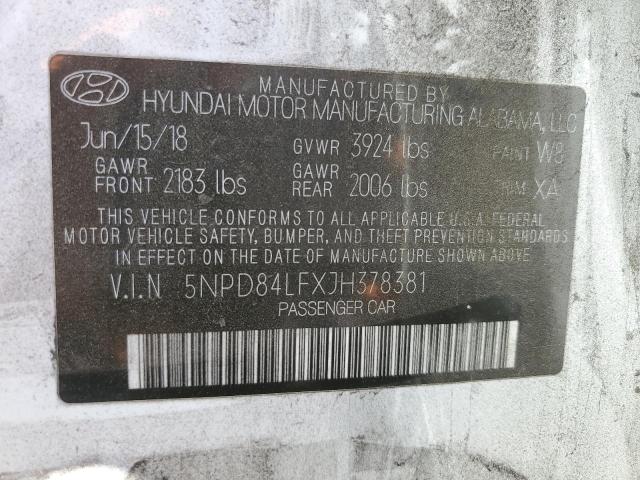 MANUFACTURED BY
HYUNDAI MOTOR MANUFACTURING ALABAMA, LLC
Jun/15/18 GVWR 3924 lbs PAINT W8
GAWR FRONT 2183 lbs GAWR REAR 2006 lbs TRIM XA
THIS VEHICLE CONFORMS TO ALL APPLICABLE U.S.A. FEDERAL
MOTOR VEHICLE SAFETY, BUMPER, AND THEFT PREVENTION STANDARDS
IN EFFECT ON THE DATE OF MANUFACTURE SHOWN ABOVE.
V.I.N 5NPD84LFXJH378381
PASSENGER CAR